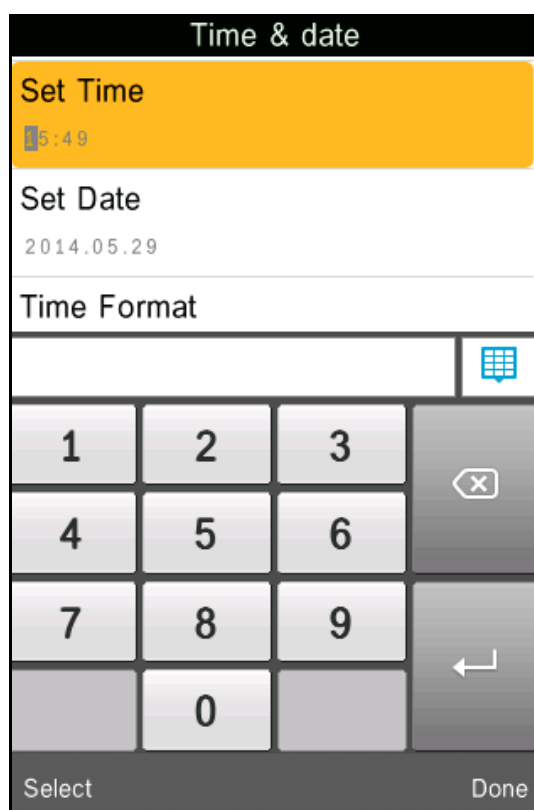 Time & date
Set Time
15:49
Set Date
2014.05.29
Time Format
1 2 3
4 5 6
7 8 9
0
Select Done